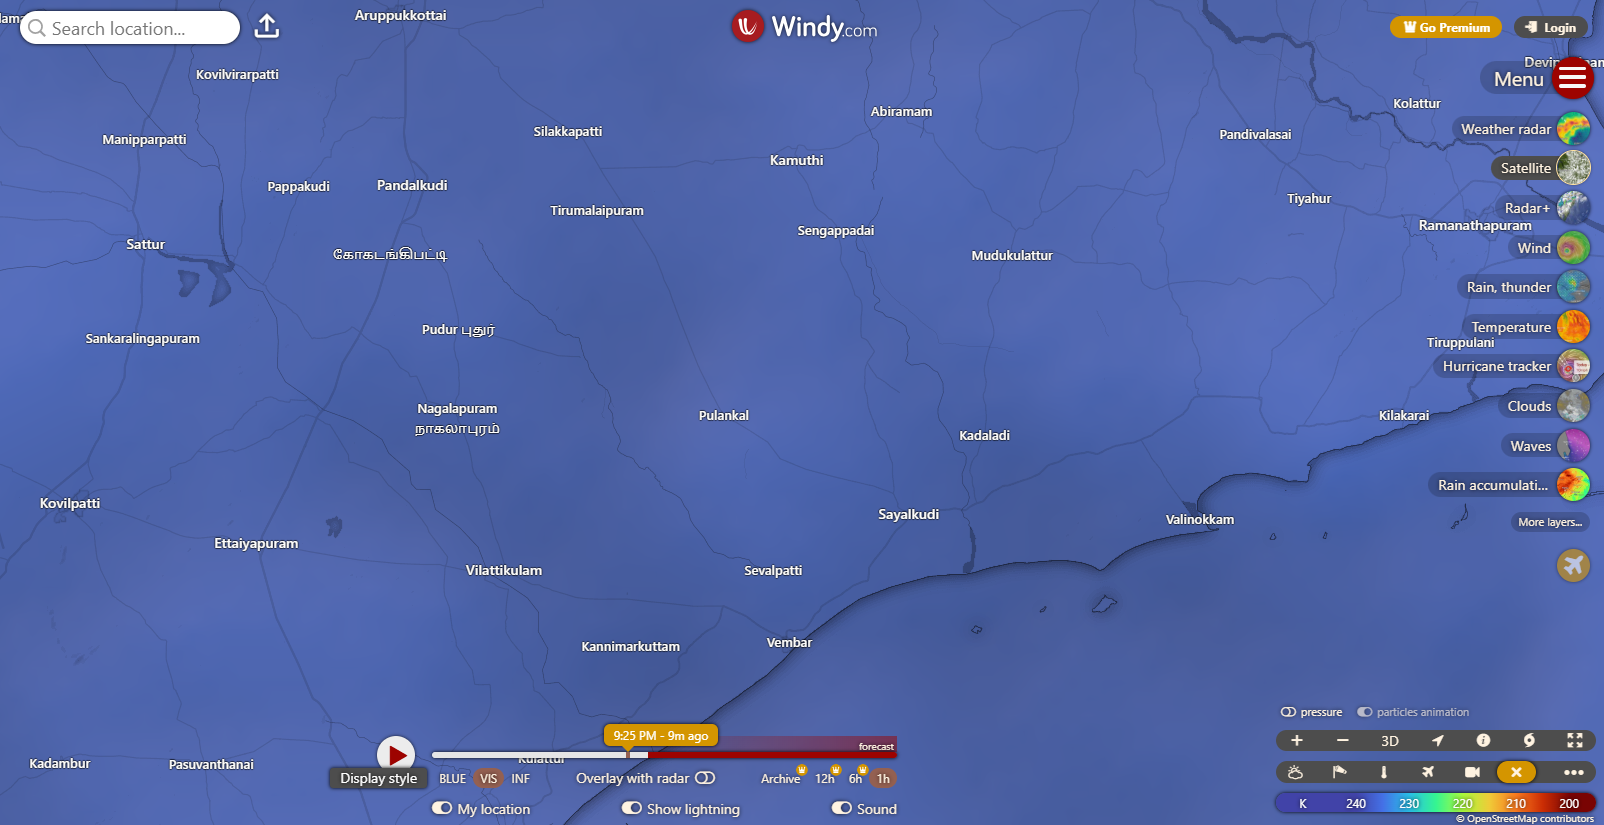 Search location...
Aruppukkottai
Windy.com
Go Premium
Login
Kovilvirarpatti
Menu
Kolattur
Abiramam
Weather radar
Silakkapatti
Pandivalasai
Manipparpatti
Kamuthi
Satellite
Pappakudi
Pandalkudi
Tiyahur
Radar+
Tirumalaipuram
Ramanathapuram
Sengappadai
Sattur
Wind
கோகடங்கிபட்டி
Mudukulattur
Rain, thunder
Pudur புதுர்
Temperature
Sankaralingapuram
Tiruppulani
Hurricane tracker
Nagalapuram
நாகலாபுரம்
Clouds
Pulankal
Kilakarai
Kadaladi
Waves
Rain accumulati...
Kovilpatti
Sayalkudi
Valinokkam
More layers...
Ettaiyapuram
Vilattikulam
Sevalpatti
Kannimarkuttam
Vembar
pressure
particles animation
9:25 PM - 9m ago
forecast
3D
Kadambur
Pasuvanthanai
Kulattur
Display style
BLUE
VIS
INF
Overlay with radar
Archive
12h
6h
1h
My location
Show lightning
Sound
K 240 230 220 210 200
© OpenStreetMap contributors